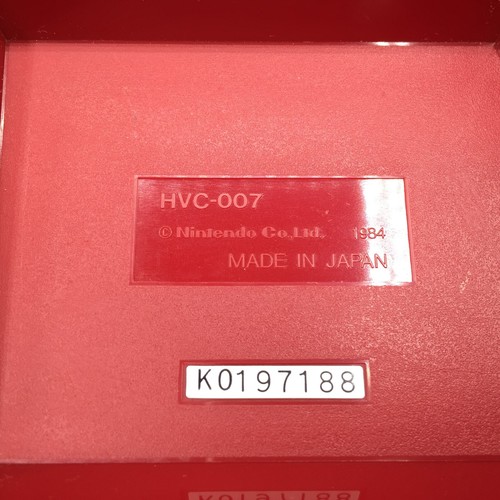 HVC-007
© Nintendo Co.,Ltd. 1984
MADE IN JAPAN
K0197188